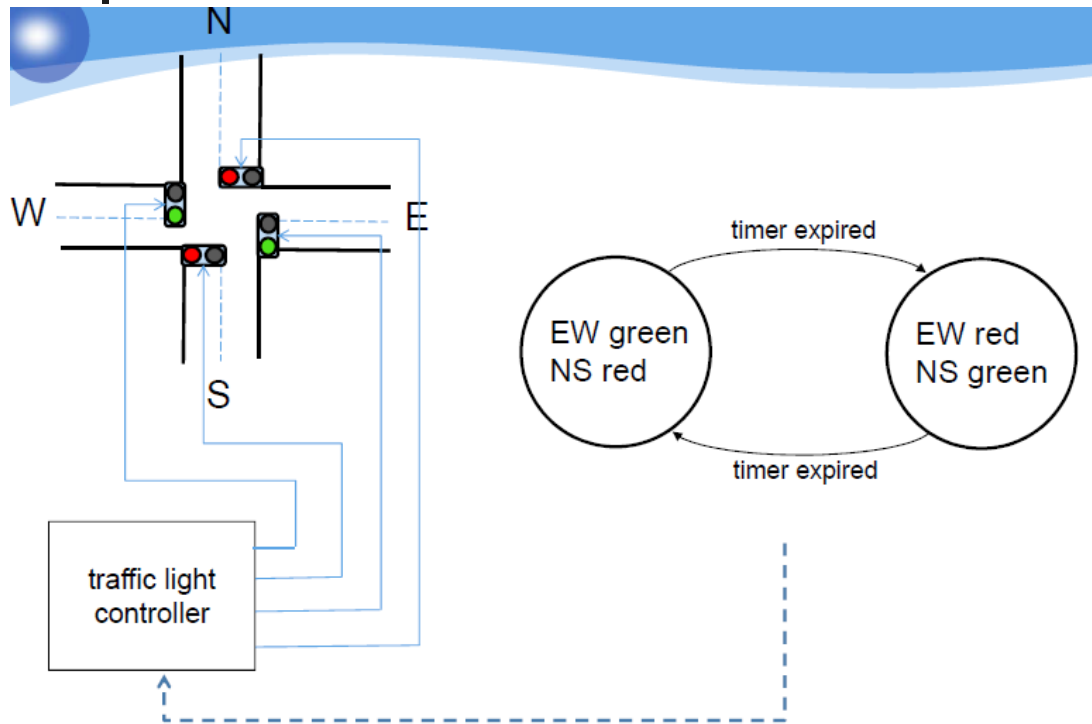 N
W
E
S
timer expired
EW green
NS red
EW red
NS green
timer expired
traffic light
controller